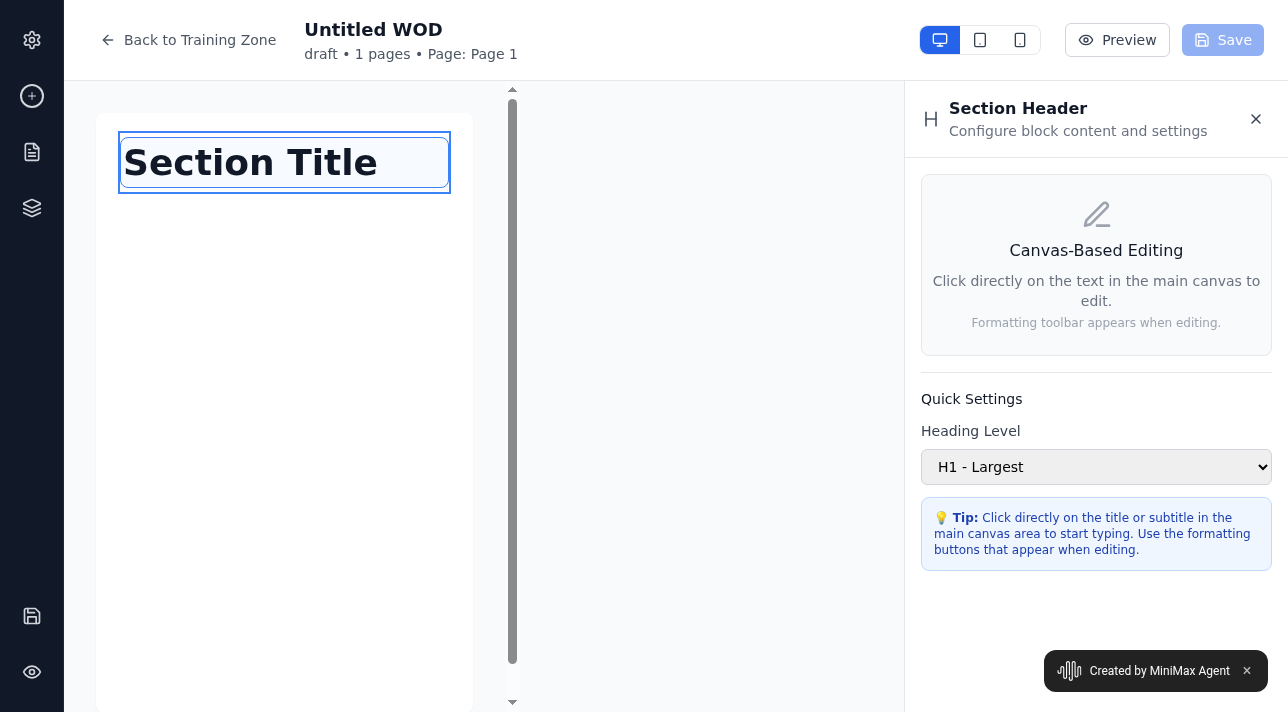 Back to Training Zone
Untitled WOD
draft • 1 pages • Page: Page 1
Preview
Save
Section Title
Section Header
Configure block content and settings
Canvas-Based Editing
Click directly on the text in the main canvas to
edit.
Formatting toolbar appears when editing.
Quick Settings
Heading Level
H1 - Largest
💡 Tip: Click directly on the title or subtitle in the
main canvas area to start typing. Use the formatting
buttons that appear when editing.
Created by MiniMax Agent